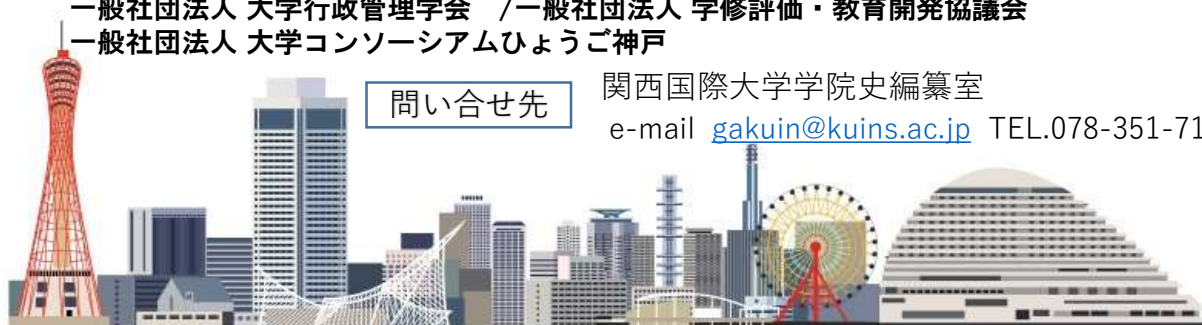 一般社団法人 大学行政管理学会 /一般社団法人 学修評価・教育開発協議会
一般社団法人 大学コンソーシアムひょうご神戸
問い合せ先
関西国際大学学院史編纂室
e-mail gakuin@kuins.ac.jp TEL.078-351-71